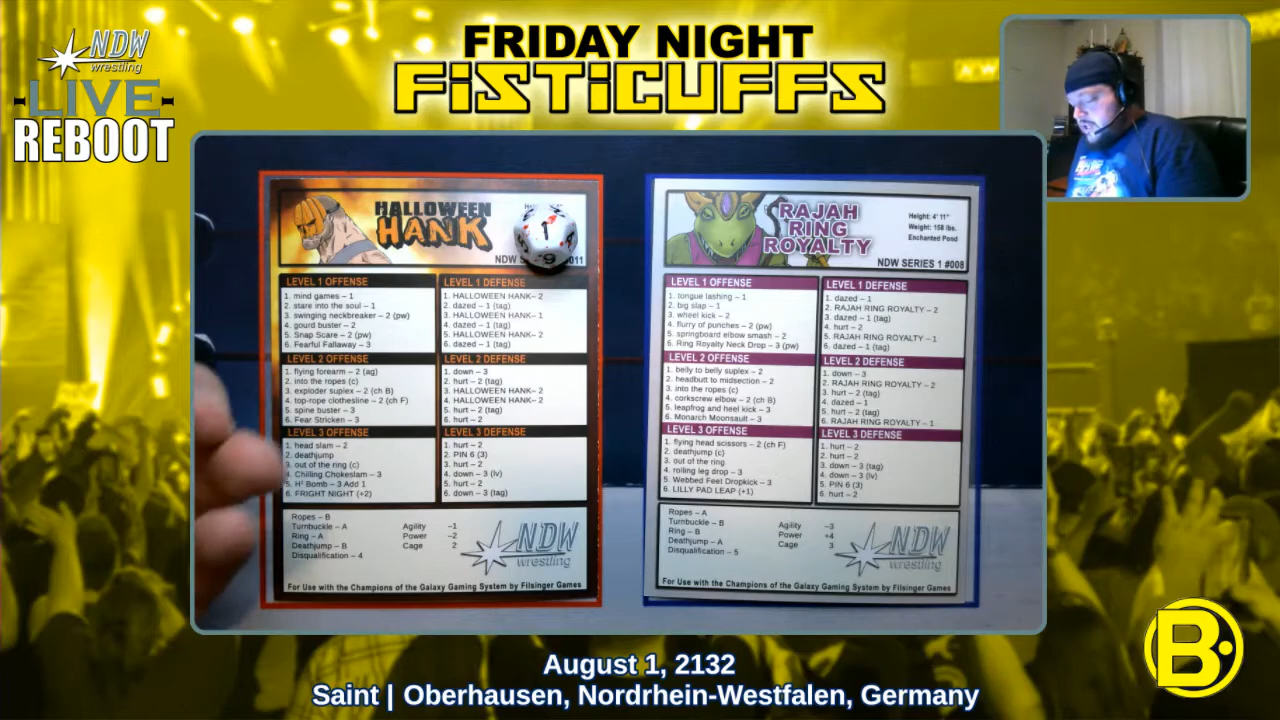 NDW
wrestling
LIVE
REBOOT
FRIDAY NIGHT
FiSTiCUFFS
HALLOWEEN
HANK
NDW
011
LEVEL 1 OFFENSE
1. mind games – 1
2. stare into the soul – 1
3. swinging neckbreaker – 2 (pw)
4. gourd buster – 2
5. Snap Scare – 2 (pw)
6. Fearful Fallaway – 3
LEVEL 1 DEFENSE
1. HALLOWEEN HANK– 2
2. dazed – 1 (tag)
3. HALLOWEEN HANK– 1
4. dazed – 1 (tag)
5. HALLOWEEN HANK– 2
6. dazed – 1 (tag)
LEVEL 2 OFFENSE
1. flying forearm – 2 (ag)
2. into the ropes (c)
3. exploder suplex – 2 (ch B)
4. top-rope clothesline – 2 (ch F)
5. spine buster – 3
6. Fear Stricken – 3
LEVEL 2 DEFENSE
1. down – 3
2. hurt – 2 (tag)
3. HALLOWEEN HANK– 2
4. HALLOWEEN HANK– 2
5. hurt – 2 (tag)
6. hurt – 2
LEVEL 3 OFFENSE
1. head slam – 2
2. deathjump
3. out of the ring (c)
4. Chilling Chokeslam – 3
5. H² Bomb – 3 Add 1
6. FRIGHT NIGHT (+2)
LEVEL 3 DEFENSE
1. hurt – 2
2. PIN 6 (3)
3. hurt – 2
4. down – 3 (lv)
5. hurt – 2
6. down – 3 (tag)
Ropes – B
Turnbuckle – A
Ring – A
Deathjump – B
Disqualification – 4
Agility –1
Power –2
Cage 2
NDW
wrestling
For Use with the Champions of the Galaxy Gaming System by Filsinger Games
RAJAH
RING
ROYALTY
Height: 4' 11"
Weight: 158 lbs.
Enchanted Pond
NDW SERIES 1 #008
LEVEL 1 OFFENSE
1. tongue lashing – 1
2. big slap – 1
3. wheel kick – 2
4. flurry of punches – 2 (pw)
5. springboard elbow smash – 2
6. Ring Royalty Neck Drop – 3 (pw)
LEVEL 1 DEFENSE
1. dazed – 1
2. RAJAH RING ROYALTY – 2
3. dazed – 1 (tag)
4. hurt – 2
5. RAJAH RING ROYALTY – 1
6. dazed – 1 (tag)
LEVEL 2 OFFENSE
1. belly to belly suplex – 2
2. headbutt to midsection – 2
3. into the ropes (c)
4. corkscrew elbow – 2 (ch B)
5. leapfrog and heel kick – 3
6. Monarch Moonsault – 3
LEVEL 2 DEFENSE
1. down – 3
2. RAJAH RING ROYALTY – 2
3. hurt – 2 (tag)
4. dazed – 1
5. hurt – 2 (tag)
6. RAJAH RING ROYALTY – 1
LEVEL 3 OFFENSE
1. flying head scissors – 2 (ch F)
2. deathjump (c)
3. out of the ring
4. rolling leg drop – 3
5. Webbed Feet Dropkick – 3
6. LILLY PAD LEAP (+1)
LEVEL 3 DEFENSE
1. hurt – 2
2. hurt – 2
3. down – 3 (tag)
4. down – 3 (lv)
5. PIN 6 (3)
6. hurt – 2
Ropes – A
Turnbuckle – B
Ring – B
Deathjump – A
Disqualification – 5
Agility –3
Power +4
Cage 3
NDW
wrestling
For Use with the Champions of the Galaxy Gaming System by Filsinger Games
August 1, 2132
Saint | Oberhausen, Nordrhein-Westfalen, Germany
B